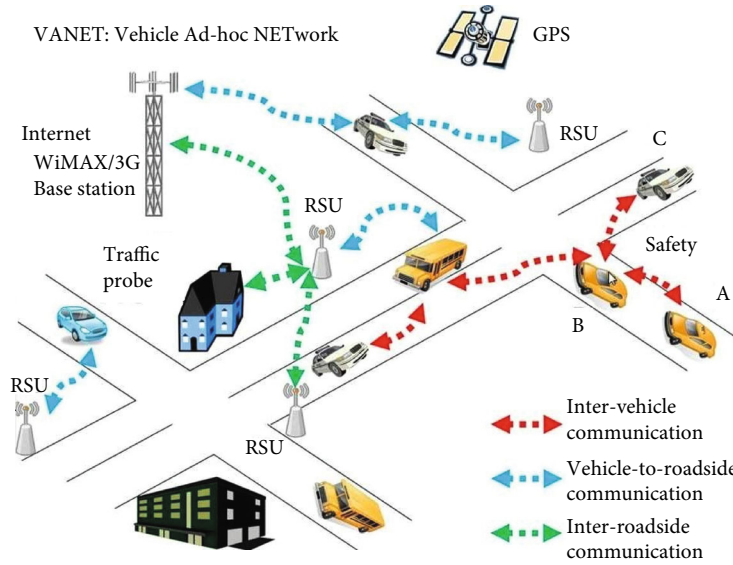 VANET: Vehicle Ad-hoc NETwork
GPS
Internet
WiMAX/3G
Base station
RSU
C
RSU
Safety
Traffic
probe
A
B
RSU
RSU
Inter-vehicle
communication
Vehicle-to-roadside
communication
Inter-roadside
communication